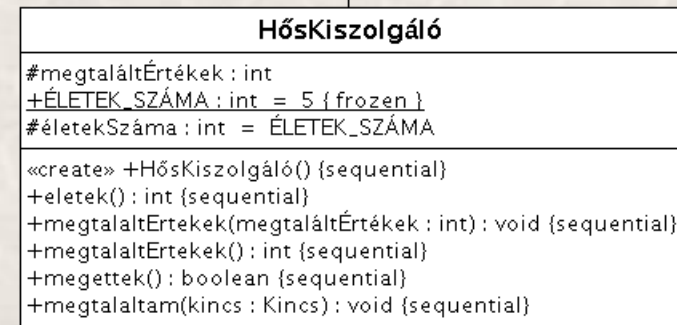 HősKiszolgáló
#megtaláltÉrtékek : int
+ÉLETEK_SZÁMA : int = 5 { frozen }
#életekSzáma : int = ÉLETEK_SZÁMA
«create» +HősKiszolgáló() {sequential}
+eletek() : int {sequential}
+megtalaltErtekek(megtaláltÉrtékek : int) : void {sequential}
+megtalaltErtekek() : int {sequential}
+megettek() : boolean {sequential}
+megtalaltam(kincs : Kincs) : void {sequential}